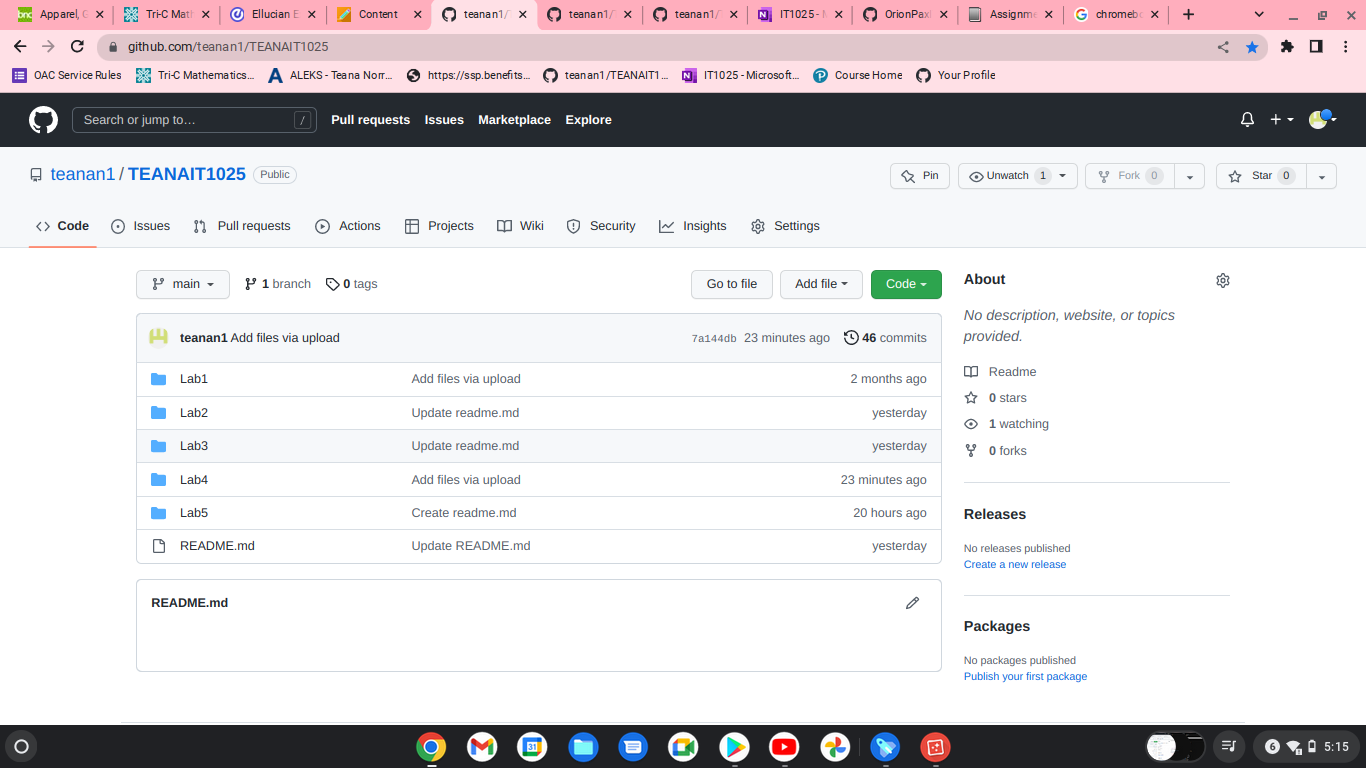 Apparel, G Tri-C Math Ellucian E Content teanan1/T teanan1/T teanan1/T IT1025 - M OrionPax Assignme chromebo
github.com/teanan1/TEANAIT1025
OAC Service Rules Tri-C Mathematics... ALEKS - Teana Norr... https://ssp.benefits... teanan1/TEANAIT1... IT1025 - Microsoft... Course Home Your Profile
Search or jump to… / Pull requests Issues Marketplace Explore
teanan1 / TEANAIT1025 Public Pin Unwatch 1 Fork 0 Star 0
Code Issues Pull requests Actions Projects Wiki Security Insights Settings
main 1 branch 0 tags Go to file Add file Code
teanan1 Add files via upload 7a144db 23 minutes ago 46 commits
Lab1 Add files via upload 2 months ago
Lab2 Update readme.md yesterday
Lab3 Update readme.md yesterday
Lab4 Add files via upload 23 minutes ago
Lab5 Create readme.md 20 hours ago
README.md Update README.md yesterday
README.md
About
No description, website, or topics
provided.
Readme
0 stars
1 watching
0 forks
Releases
No releases published
Create a new release
Packages
No packages published
Publish your first package
31
6 5:15